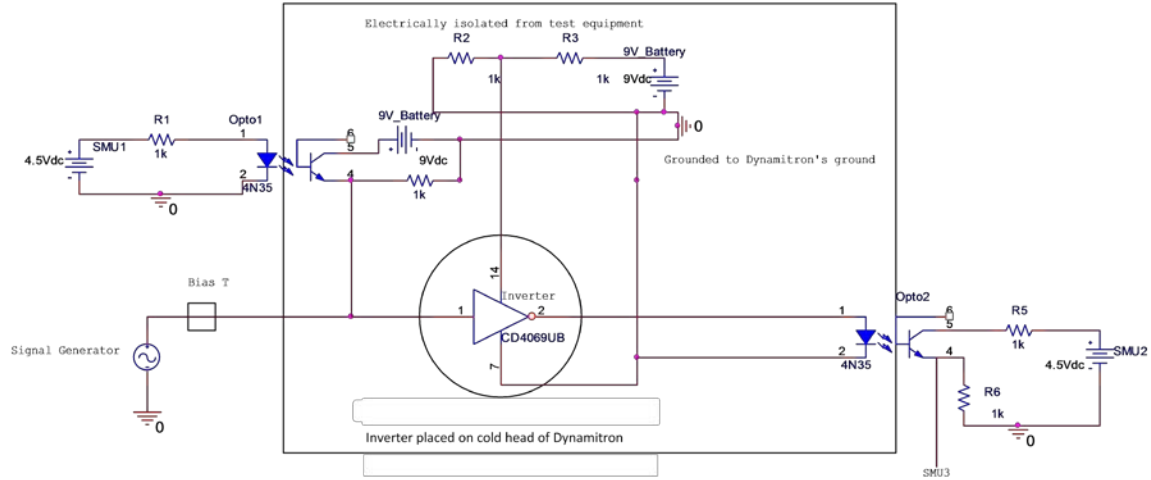 Electrically isolated from test equipment
R2
R3
9V_Battery
1k
1k
9Vdc
+
-
0
R1
Opto1
6
5
9V_Battery
SMU1
1
4.5Vdc
1k
+
-
9Vdc
Grounded to Dynamitron's ground
2
4N35
4
1k
0
Bias T
14
Inverter
Opto2
6
1
2
1
5
R5
Signal Generator
CD4069UB
2
4N35
4
1k
4.5Vdc
SMU2
7
R6
1k
0
0
Inverter placed on cold head of Dynamitron
SMU3